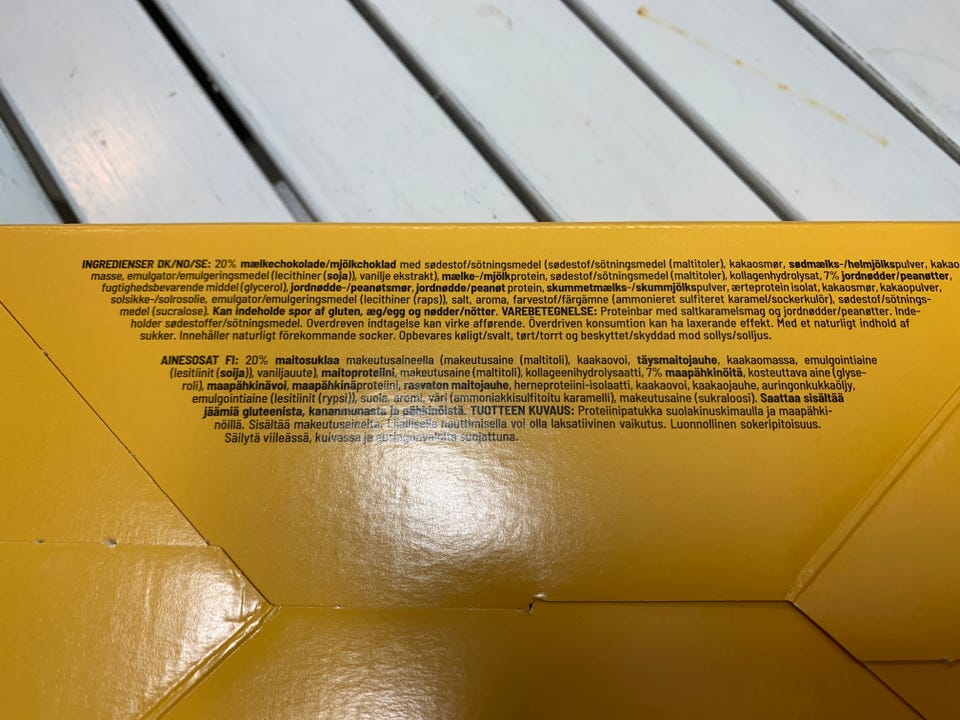 INGREDIENSER DK/NO/SE: 20% mælkechokolade/mjölkchoklad med sødestof/sötningsmedel (sødestof/sötningsmedel (maltitoler), kakaosmør, sødmælks-/helmjölkspulver, kakao
masse, emulgator/emulgeringsmedel (lecithiner (soja)), vanilje ekstrakt), mælke-/mjölkprotein, sødestof/sötningsmedel (maltitoler), kollagenhydrolysat, 7% jordnødder/peanøtter,
fugtighedsbevarende middel (glycerol), jordnødde-/peanøtsmør, jordnødde/peanøt protein, skummetmælks-/skummjölkspulver, ærteprotein isolat, kakaosmør, kakaopulver,
solsikke-/solrosolie, emulgator/emulgeringsmedel (lecithiner (raps)), salt, aroma, farvestof/färgämne (ammonieret sulfiteret karamel/sockerkulör), sødestof/sötnings-
medel (sucralose). Kan indeholde spor af gluten, æg/egg og nødder/nötter. VAREBETEGNELSE: Proteinbar med saltkaramelsmag og jordnødder/peanøtter. Inde-
holder sødestoffer/sötningsmedel. Overdreven indtagelse kan virke afførende. Överdriven konsumtion kan ha laxerande effekt. Med et naturligt indhold af
sukker. Innehåller naturligt förekommande socker. Opbevares køligt/svalt, tørt/torrt og beskyttet/skyddad mod sollys/solljus.
AINESOSAT FI: 20% maitosuklaa makeutusaineella (makeutusaine (maltitoli), kaakaovoi, täysmaitojauhe, kaakaomassa, emulgointiaine
(lesitiinit (soija)), vaniljauute), maitoproteiini, makeutusaine (maltitoli), kollageenihydrolysaatti, 7% maapähkinöitä, kosteuttava aine (glyse-
roli), maapähkinävoi, maapähkinäproteiini, rasvaton maitojauhe, herneproteiini-isolaatti, kaakaovoi, kaakaojauhe, auringonkukkaöljy,
emulgointiaine (lesitiinit (rypsi)), suola, aromi, väri (ammoniakkisulfitoitu karamelli), makeutusaine (sukraloosi). Saattaa sisältää
jäämiä gluteenista, kananmunasta ja pähkinöistä. TUOTTEEN KUVAUS: Proteiinipatukka suolakinuskimaulla ja maapähki-
nöillä. Sisältää makeutusaineita. Liiallisella nauttimisella voi olla laksatiivinen vaikutus. Luonnollinen sokeripitoisuus.
Säilytä viileässä, kuivassa ja auringonvalolta suojattuna.